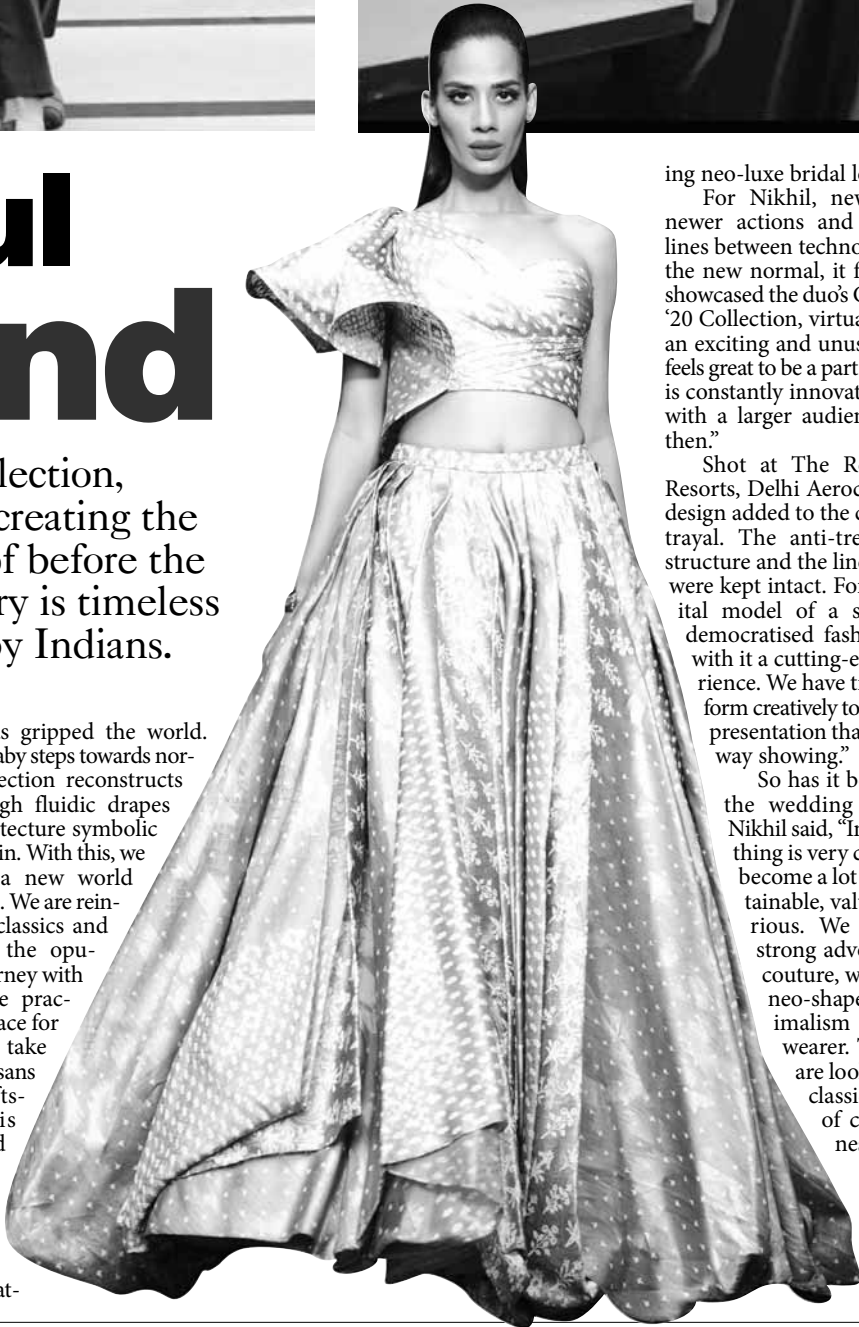 ul
nd
lection,
creating the
of before the
ry is timeless
by Indians.
s gripped the world.
aby steps towards nor-
ection reconstructs
gh fluidic drapes
tecture symbolic
in. With this, we
a new world
. We are rein-
classics and
the opu-
rney with
e prac-
ace for
take
sans
fts-
is
d
at-
ing neo-luxe bridal l
For Nikhil, new
newer actions and
lines between techno
the new normal, it f
showcased the duo’s C
‘20 Collection, virtua
an exciting and unus
feels great to be a part
is constantly innovat
with a larger audien
then.”
Shot at The Ro
Resorts, Delhi Aeroc
design added to the c
trayal. The anti-tre
structure and the line
were kept intact. For
ital model of a s
democratised fash
with it a cutting-e
rience. We have tr
form creatively to
presentation tha
way showing.”
So has it b
the wedding
Nikhil said, “In
thing is very c
become a lot
tainable, valu
rious. We
strong advo
couture, w
neo-shape
imalism
wearer. T
are loo
classi
of c
nes